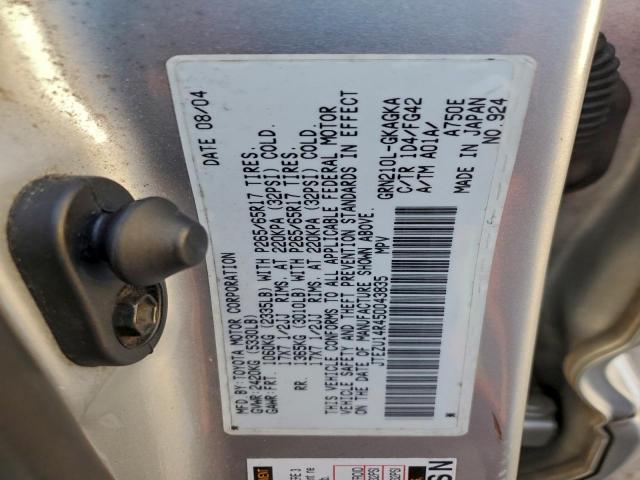 MFD.BY:TOYOTA MOTOR CORPORATION DATE 08/04
GVWR:2420KG (5330LB)
GAWR:FRT. 1060KG (2335LB) WITH P265/65R17 TIRES,
17X7 1/2JJ RIMS, AT 220KPA (32PSI) COLD.
RR. 1365KG (3010LB) WITH P265/65R17 TIRES,
17X7 1/2JJ RIMS, AT 220KPA (32PSI) COLD.
THIS VEHICLE CONFORMS TO ALL APPLICABLE FEDERAL MOTOR
VEHICLE SAFETY AND THEFT PREVENTION STANDARDS IN EFFECT
ON THE DATE OF MANUFACTURE SHOWN ABOVE.
JTEZU14R450043835 MPV
GRN210L-GKAGKA
C/TR 1D4/FG42
A/TM A01A/
A750E
MADE IN JAPAN
NO.924